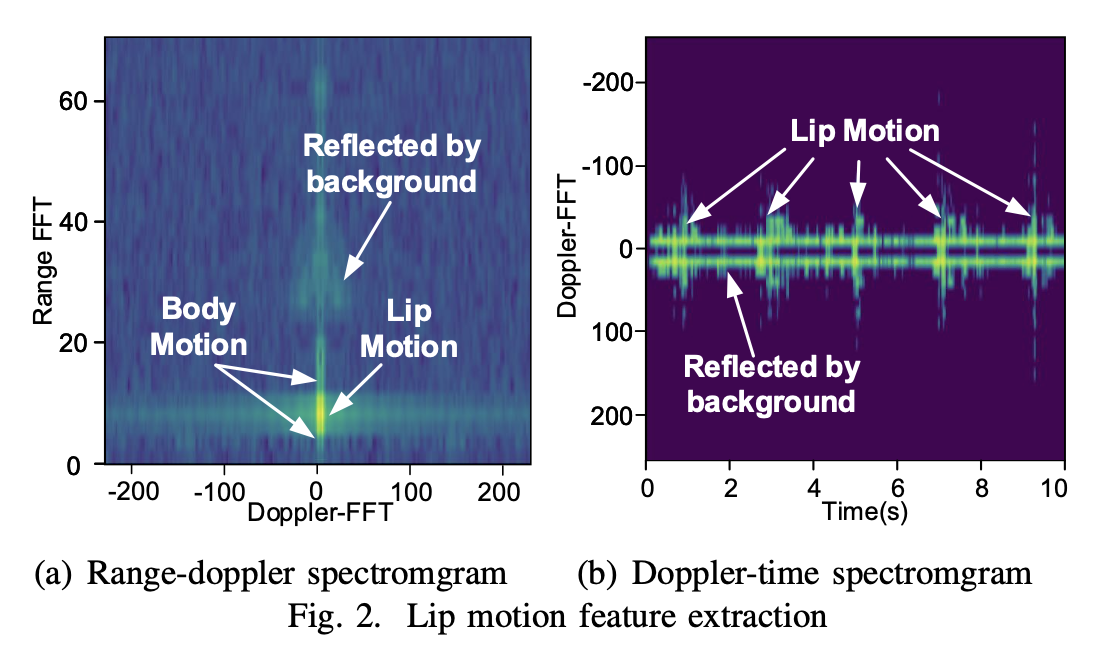 Range FFT
60
40
20
0
Reflected by
background
Body
Motion
Lip
Motion
-200
-100
0
100
200
Doppler-FFT
Doppler-FFT
-200
-100
0
100
200
Lip Motion
Reflected by
background
0
2
4
6
8
10
Time(s)
(a) Range-doppler spectromgram
(b) Doppler-time spectromgram
Fig. 2. Lip motion feature extraction